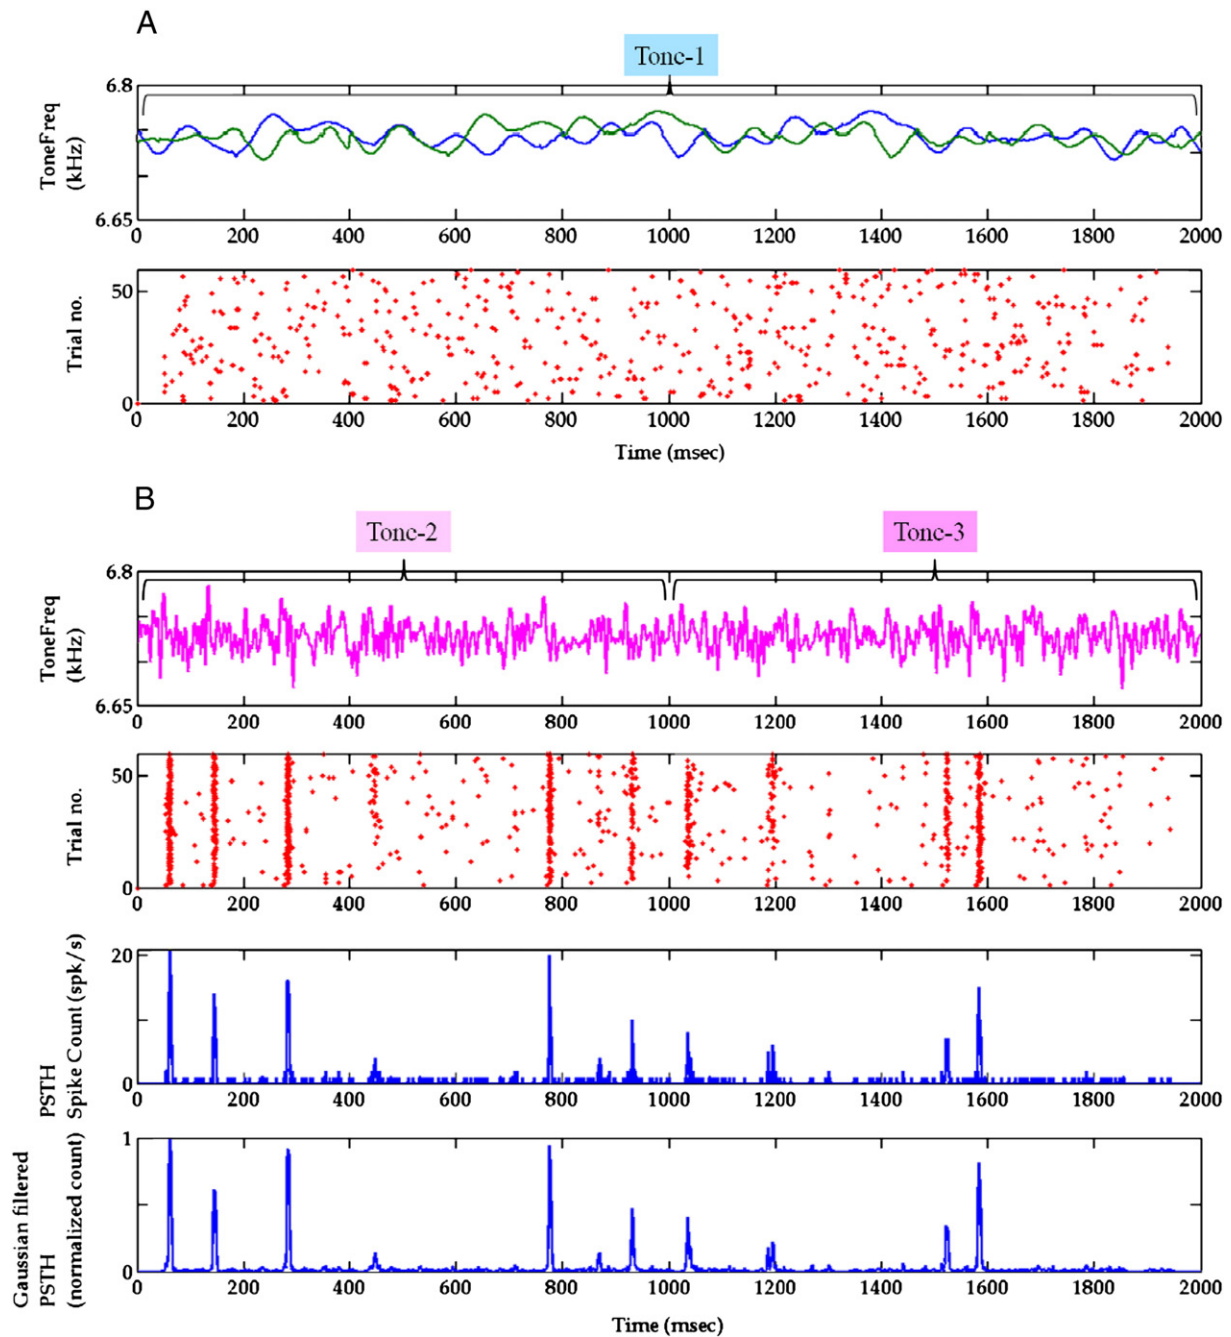 A
Tone-1
ToneFreq
(kHz)
6.8
6.65
0 200 400 600 800 1000 1200 1400 1600 1800 2000
Trial no.
50
0
0 200 400 600 800 1000 1200 1400 1600 1800 2000
Time (msec)
B
Tone-2
Tone-3
ToneFreq
(kHz)
6.8
6.65
0 200 400 600 800 1000 1200 1400 1600 1800 2000
Trial no.
50
0
0 200 400 600 800 1000 1200 1400 1600 1800 2000
PSTH
Spike Count (spk/s)
20
0
0 200 400 600 800 1000 1200 1400 1600 1800 2000
Gaussian filtered
PSTH
(normalized count)
1
0
0 200 400 600 800 1000 1200 1400 1600 1800 2000
Time (msec)